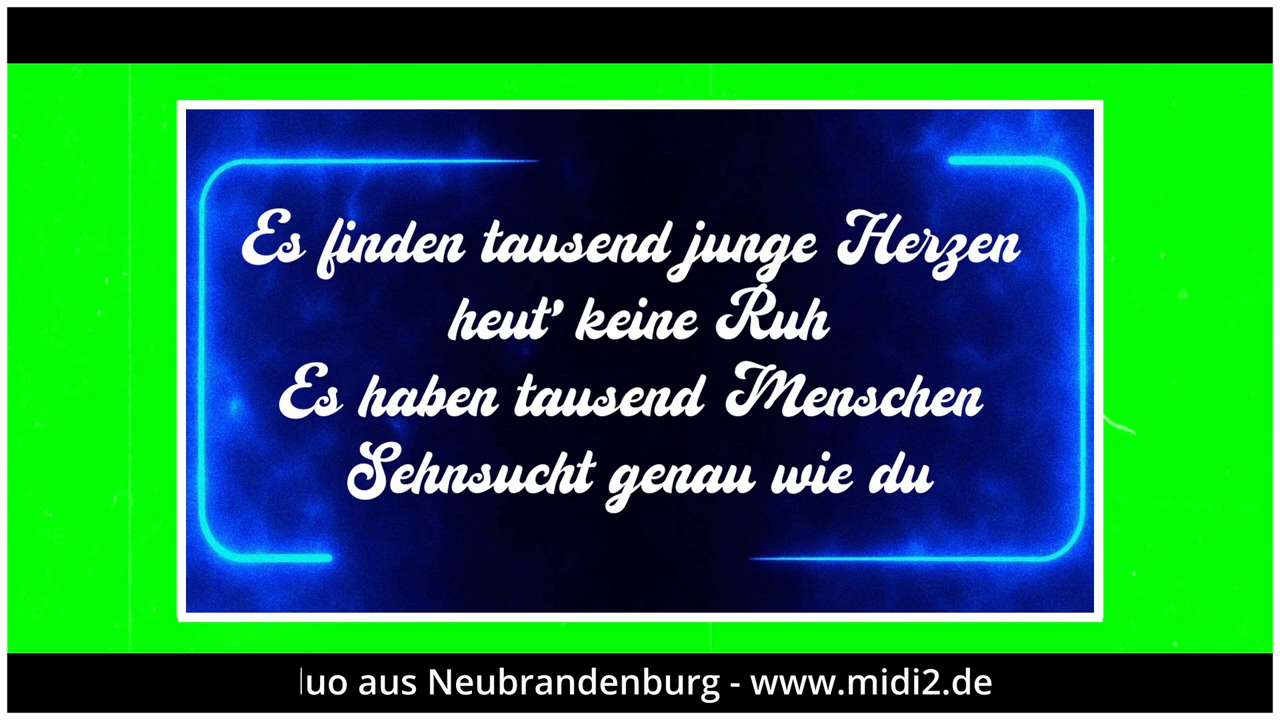 Es finden tausend junge Herzen
heut' keine Ruh
Es haben tausend Menschen
Sehnsucht genau wie du
aus Neubrandenburg - www.midi2.de